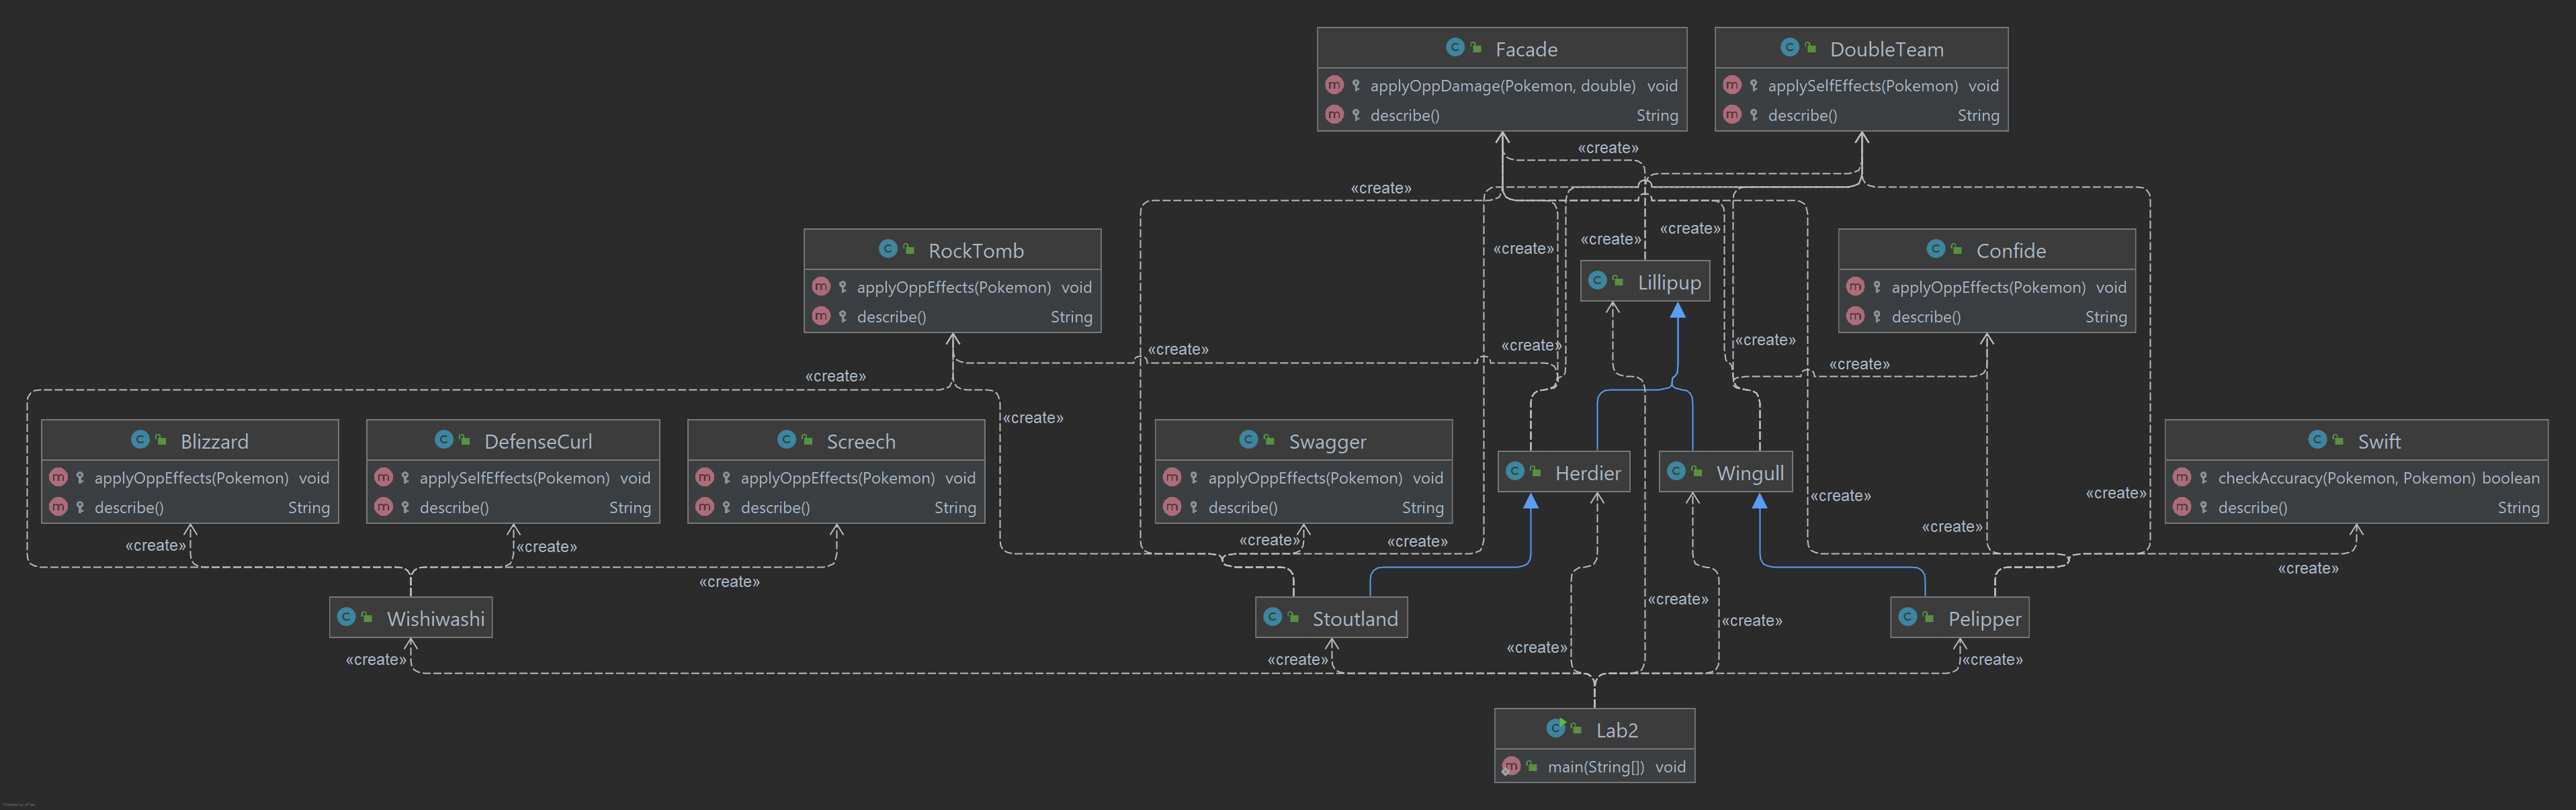 Facade
applyOppDamage(Pokemon, double) void
describe() String
DoubleTeam
applySelfEffects(Pokemon) void
describe() String
«create»
«create»
«create»
«create»
«create»
RockTomb
applyOppEffects(Pokemon) void
describe() String
Lillipup
Confide
applyOppEffects(Pokemon) void
describe() String
«create»
«create»
«create»
«create»
«create»
«create»
Blizzard
applyOppEffects(Pokemon) void
describe() String
DefenseCurl
applySelfEffects(Pokemon) void
describe() String
Screech
applyOppEffects(Pokemon) void
describe() String
Swagger
applyOppEffects(Pokemon) void
describe() String
Herdier
Wingull
Swift
checkAccuracy(Pokemon, Pokemon) boolean
describe() String
«create»
«create»
«create»
«create»
«create»
«create»
«create»
«create»
«create»
«create»
Wishiwashi
Stoutland
Pelipper
«create»
«create»
«create»
«create»
«create»
«create»
Lab2
main(String[]) void
Powered by yFiles